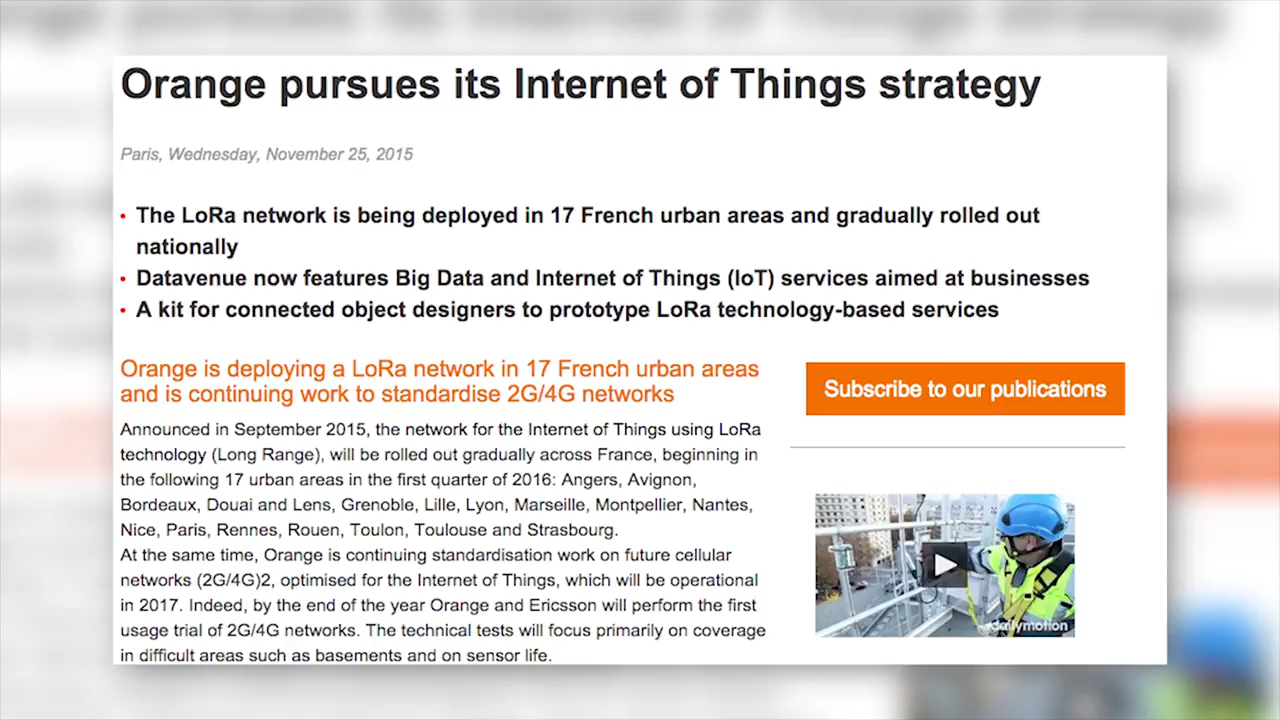 Orange pursues its Internet of Things strategy
Paris, Wednesday, November 25, 2015
• The LoRa network is being deployed in 17 French urban areas and gradually rolled out
nationally
• Datavenue now features Big Data and Internet of Things (IoT) services aimed at businesses
• A kit for connected object designers to prototype LoRa technology-based services
Orange is deploying a LoRa network in 17 French urban areas
and is continuing work to standardise 2G/4G networks
Announced in September 2015, the network for the Internet of Things using LoRa
technology (Long Range), will be rolled out gradually across France, beginning in
the following 17 urban areas in the first quarter of 2016: Angers, Avignon,
Bordeaux, Douai and Lens, Grenoble, Lille, Lyon, Marseille, Montpellier, Nantes,
Nice, Paris, Rennes, Rouen, Toulon, Toulouse and Strasbourg.
At the same time, Orange is continuing standardisation work on future cellular
networks (2G/4G)2, optimised for the Internet of Things, which will be operational
in 2017. Indeed, by the end of the year Orange and Ericsson will perform the first
usage trial of 2G/4G networks. The technical tests will focus primarily on coverage
in difficult areas such as basements and on sensor life.
Subscribe to our publications
dailymotion